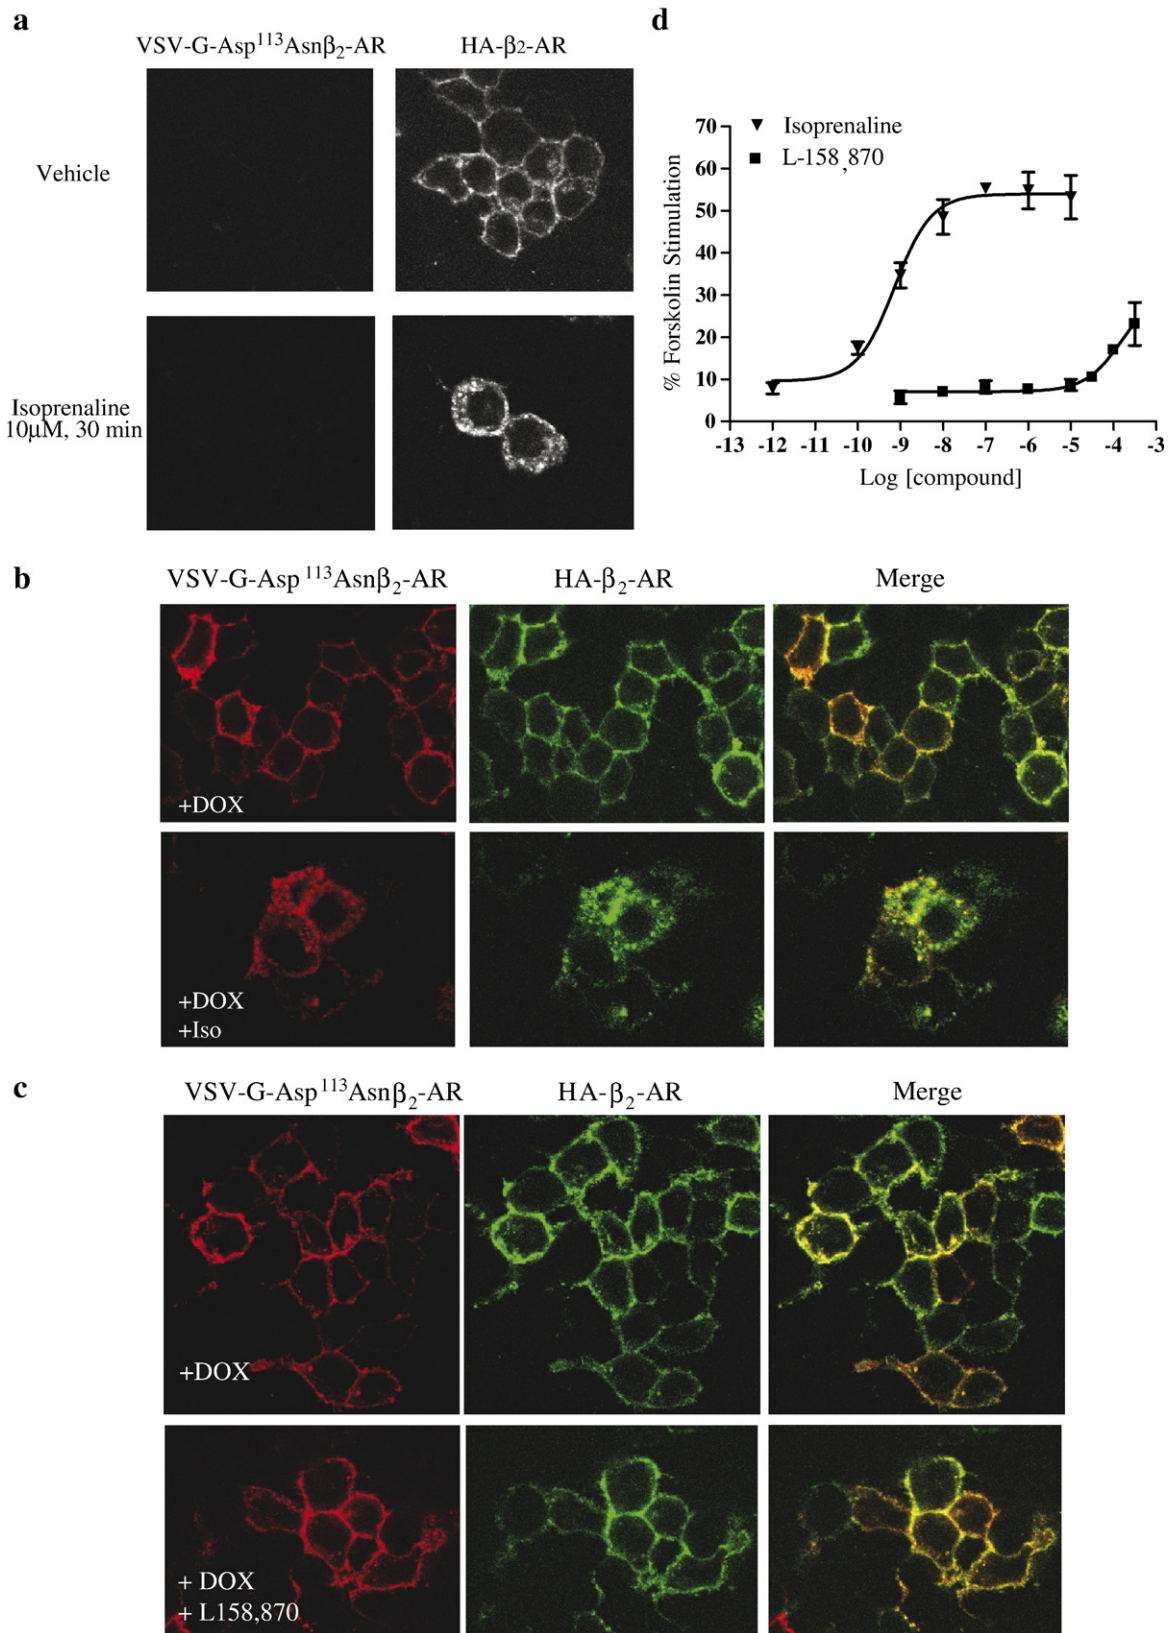 a
VSV-G-Asp¹¹³Asnβ₂-AR
HA-β2-AR
Vehicle
Isoprenaline
10μM, 30 min
d
Isoprenaline
L-158,870
% Forskolin Stimulation
70
60
50
40
30
20
10
0
-13 -12 -11 -10 -9 -8 -7 -6 -5 -4 -3
Log [compound]
b
VSV-G-Asp ¹¹³Asnβ₂-AR
HA-β₂-AR
Merge
+DOX
+DOX
+Iso
c
VSV-G-Asp¹¹³Asnβ₂-AR
HA-β₂-AR
Merge
+DOX
+ DOX
+ L158,870